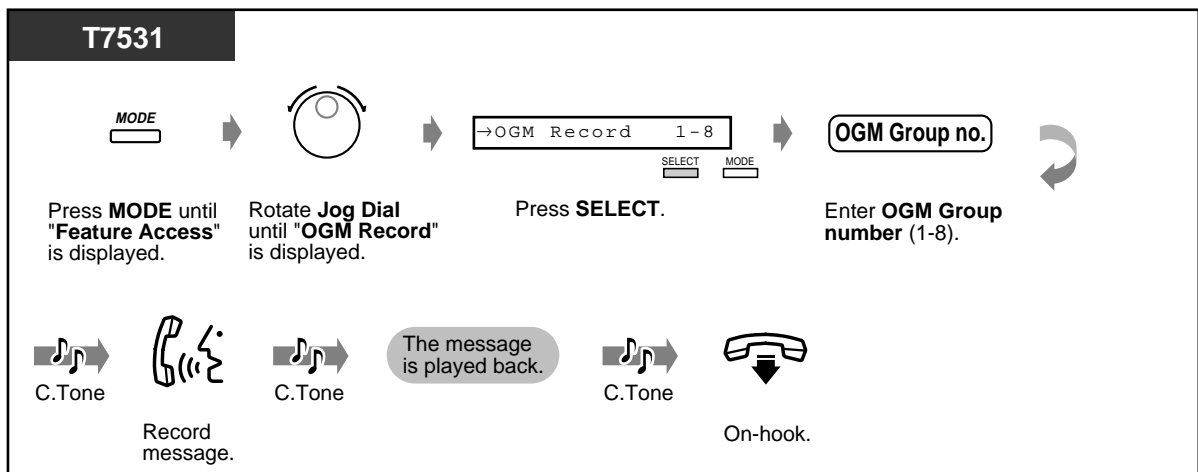 T7531
MODE
→OGM Record 1-8
SELECT MODE
OGM Group no.
Press MODE until
"Feature Access"
is displayed.
Rotate Jog Dial
until "OGM Record"
is displayed.
Press SELECT.
Enter OGM Group
number (1-8).
C.Tone
Record
message.
C.Tone
The message
is played back.
C.Tone
On-hook.